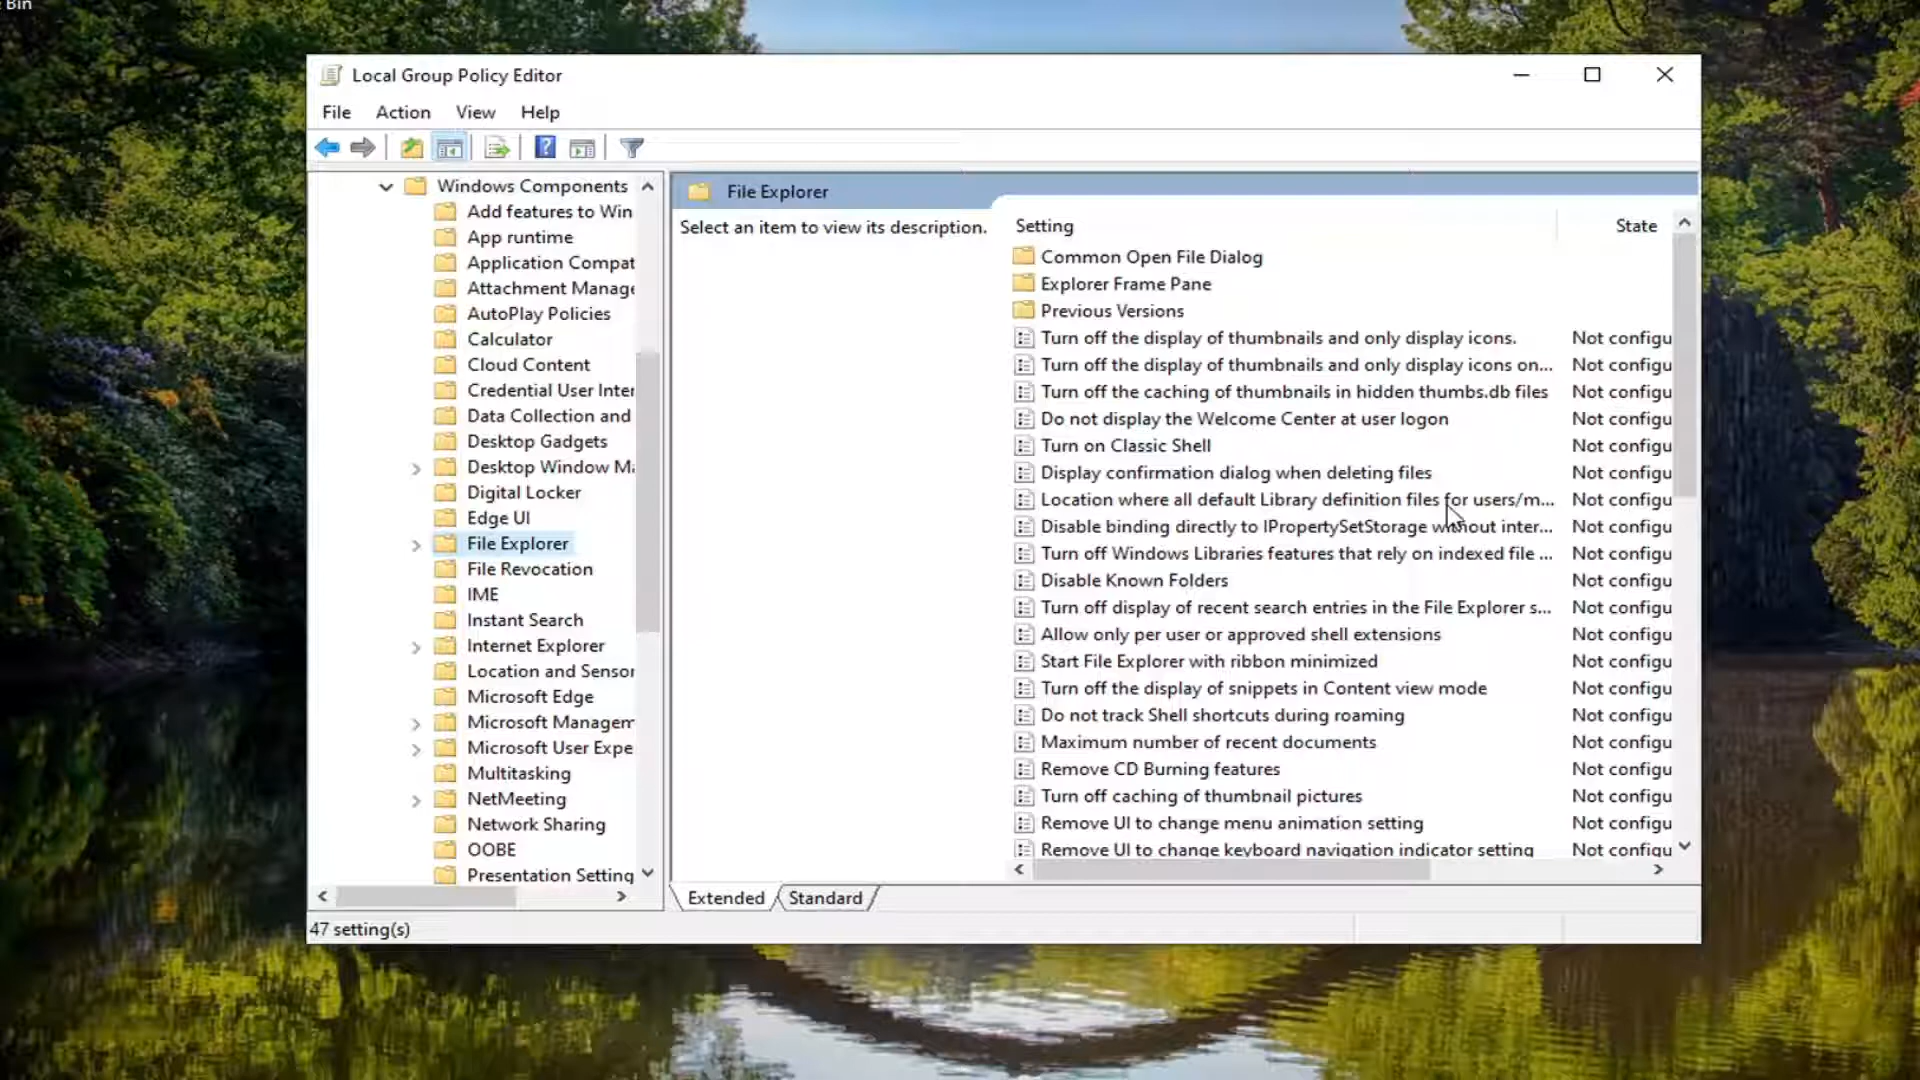 Bin
Local Group Policy Editor
File Action View Help
Windows Components
Add features to Win
App runtime
Application Compat
Attachment Manage
AutoPlay Policies
Calculator
Cloud Content
Credential User Inter
Data Collection and
Desktop Gadgets
Desktop Window Ma
Digital Locker
Edge UI
File Explorer
File Revocation
IME
Instant Search
Internet Explorer
Location and Sensor
Microsoft Edge
Microsoft Managem
Microsoft User Expe
Multitasking
NetMeeting
Network Sharing
OOBE
Presentation Setting
File Explorer
Select an item to view its description.
Setting State
Common Open File Dialog
Explorer Frame Pane
Previous Versions
Turn off the display of thumbnails and only display icons. Not configu
Turn off the display of thumbnails and only display icons on... Not configu
Turn off the caching of thumbnails in hidden thumbs.db files Not configu
Do not display the Welcome Center at user logon Not configu
Turn on Classic Shell Not configu
Display confirmation dialog when deleting files Not configu
Location where all default Library definition files for users/m... Not configu
Disable binding directly to IPropertySetStorage without inter... Not configu
Turn off Windows Libraries features that rely on indexed file ... Not configu
Disable Known Folders Not configu
Turn off display of recent search entries in the File Explorer s... Not configu
Allow only per user or approved shell extensions Not configu
Start File Explorer with ribbon minimized Not configu
Turn off the display of snippets in Content view mode Not configu
Do not track Shell shortcuts during roaming Not configu
Maximum number of recent documents Not configu
Remove CD Burning features Not configu
Turn off caching of thumbnail pictures Not configu
Remove UI to change menu animation setting Not configu
Remove UI to change keyboard navigation indicator setting Not configu
Extended Standard
47 setting(s)